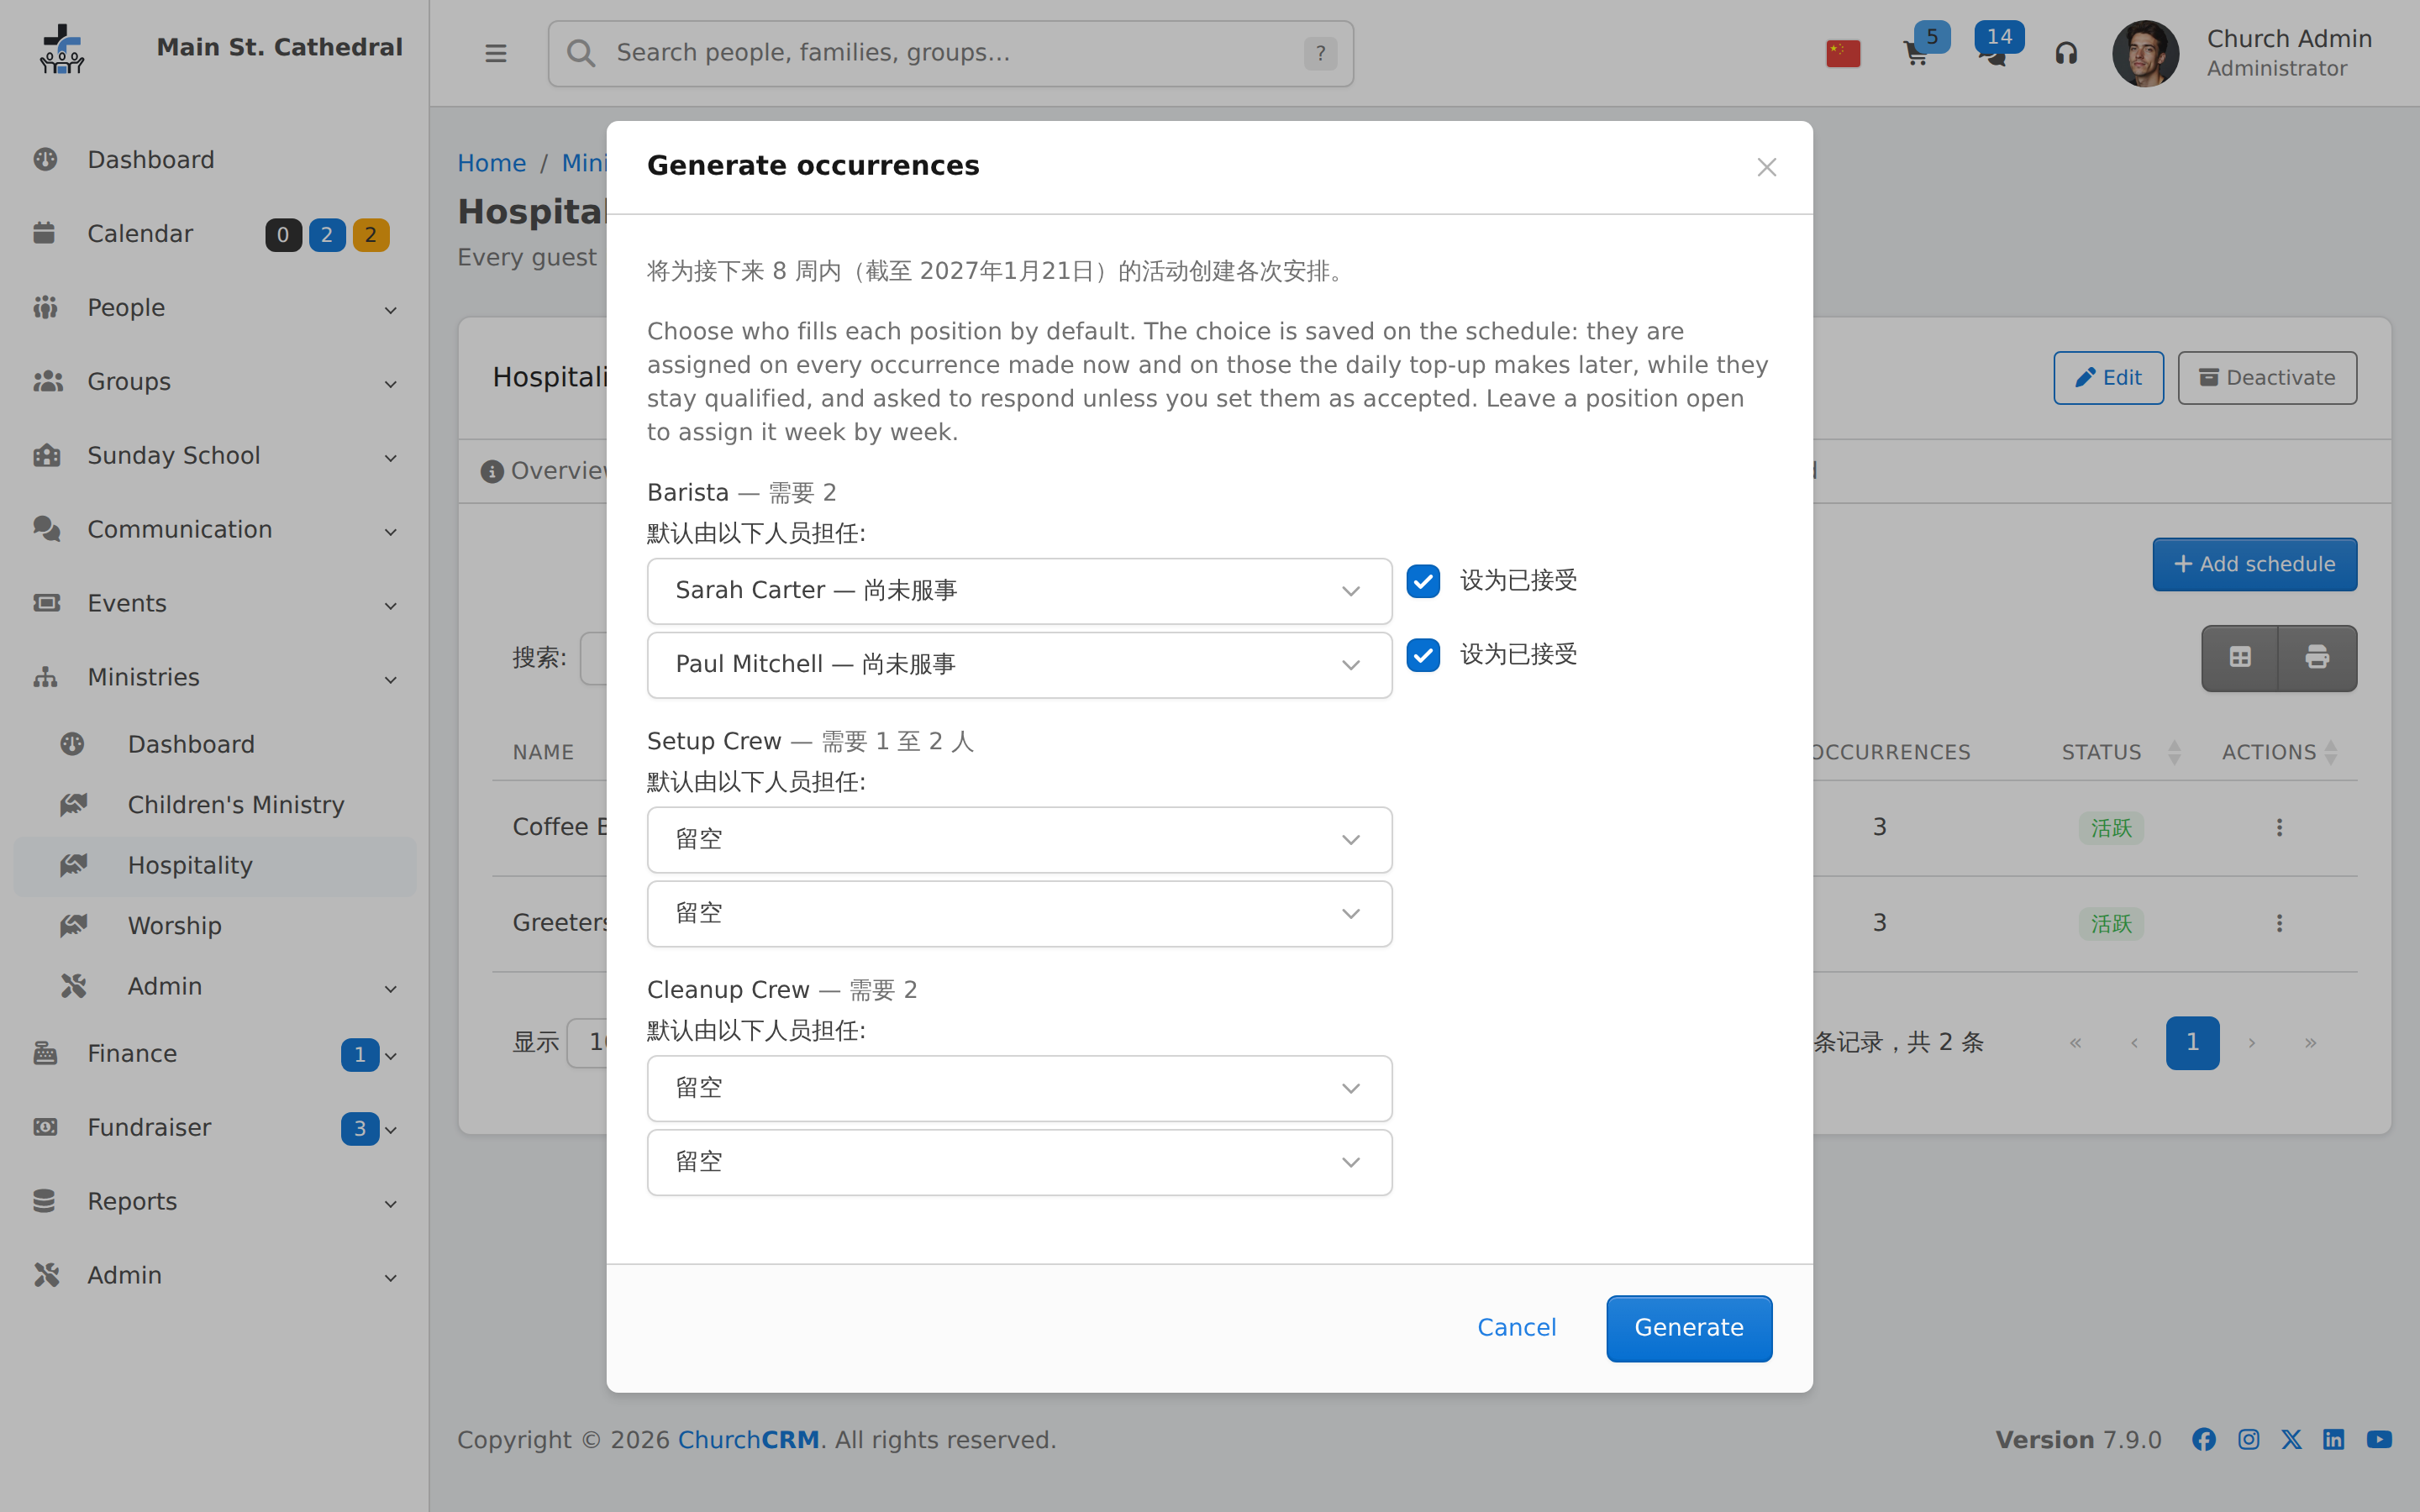 Main St. Cathedral
Search people, families, groups...
?
5
14
Church Admin
Administrator
Dashboard
Calendar
0
2
2
People
Groups
Sunday School
Communication
Events
Ministries
Dashboard
Children's Ministry
Hospitality
Worship
Admin
Finance
1
Fundraiser
3
Reports
Admin
Home / Mini
Hospital
Every guest
Hospitali
Edit
Deactivate
Overview
Add schedule
搜索:
NAME
OCCURRENCES
STATUS
ACTIONS
Coffee B
3
活跃
Greeters
3
活跃
显示 10
条记录，共 2 条
«
‹
1
›
»
Generate occurrences
将为接下来 8 周内（截至 2027年1月21日）的活动创建各次安排。
Choose who fills each position by default. The choice is saved on the schedule: they are
assigned on every occurrence made now and on those the daily top-up makes later, while they
stay qualified, and asked to respond unless you set them as accepted. Leave a position open
to assign it week by week.
Barista — 需要 2
默认由以下人员担任:
Sarah Carter — 尚未服事
设为已接受
Paul Mitchell — 尚未服事
设为已接受
Setup Crew — 需要 1 至 2 人
默认由以下人员担任:
留空
留空
Cleanup Crew — 需要 2
默认由以下人员担任:
留空
留空
Cancel
Generate
Copyright © 2026 ChurchCRM. All rights reserved.
Version 7.9.0